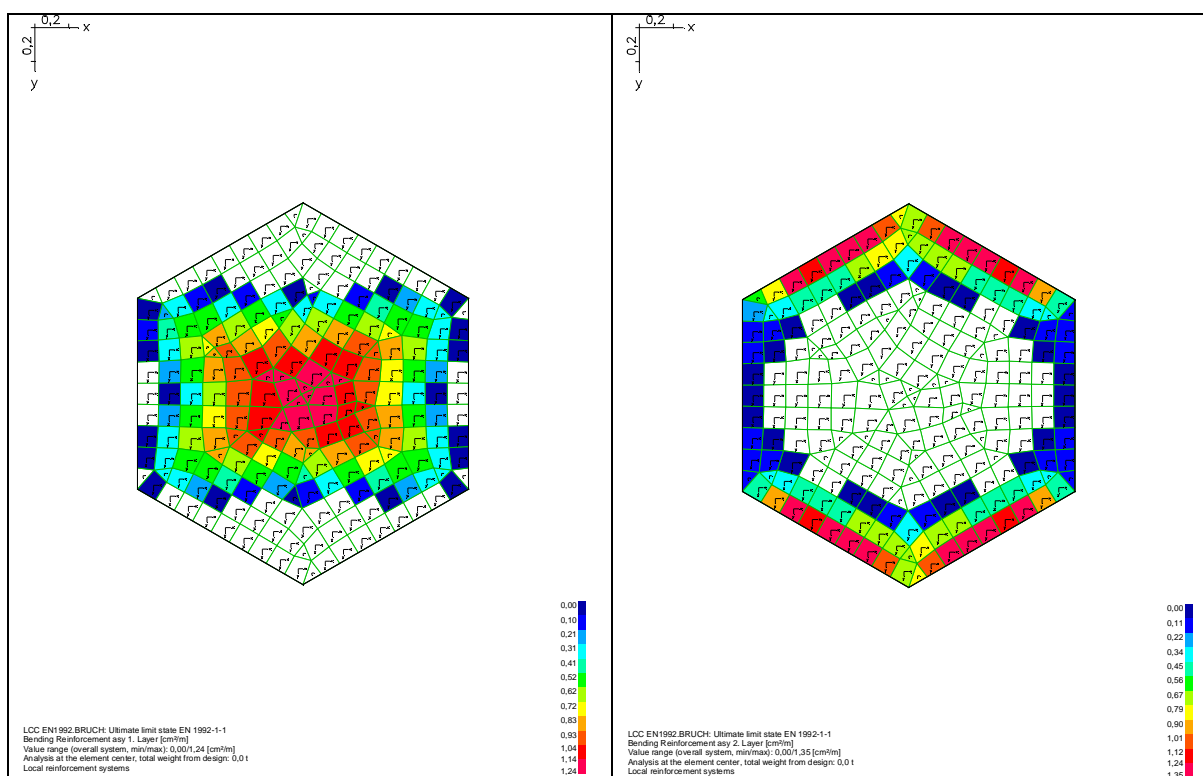 0,2
x
0,2
y
0,00
0,10
0,21
0,31
0,41
0,52
0,62
0,72
0,83
0,93
1,04
1,14
1,24
LCC EN1992.BRUCH: Ultimate limit state EN 1992-1-1
Bending Reinforcement asy 1. Layer [cm²/m]
Value range (overall system, min/max): 0,00/1,24 [cm²/m]
Analysis at the element center, total weight from design: 0,0 t
Local reinforcement systems
0,2
x
0,2
y
0,00
0,11
0,22
0,34
0,45
0,56
0,67
0,79
0,90
1,01
1,12
1,24
1,35
LCC EN1992.BRUCH: Ultimate limit state EN 1992-1-1
Bending Reinforcement asy 2. Layer [cm²/m]
Value range (overall system, min/max): 0,00/1,35 [cm²/m]
Analysis at the element center, total weight from design: 0,0 t
Local reinforcement systems